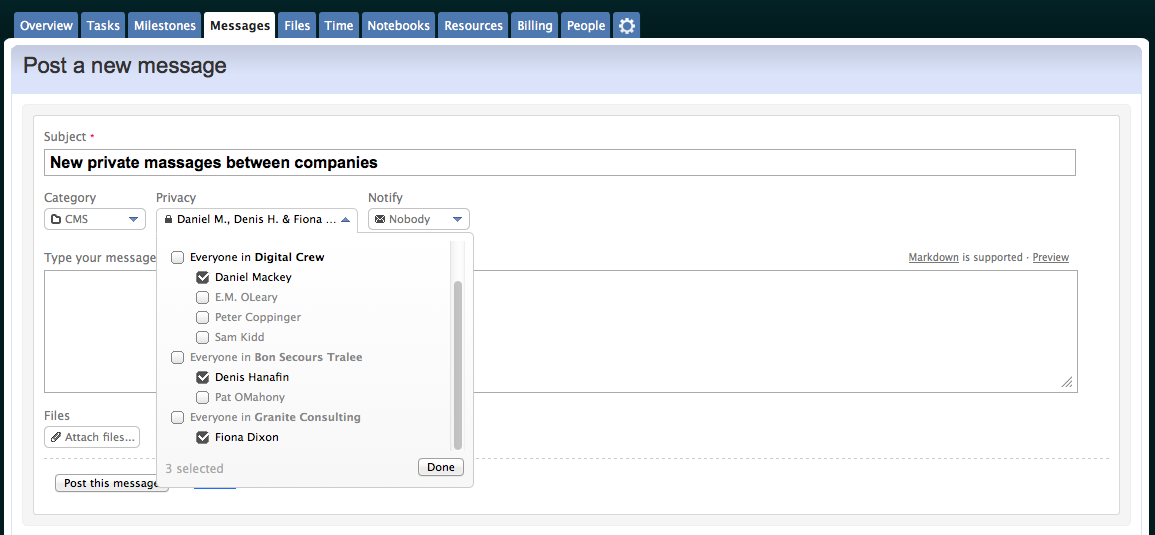 Overview Tasks Milestones Messages Files Time Notebooks Resources Billing People
Post a new message
Subject *
New private massages between companies
Category Privacy Notify
CMS Daniel M., Denis H. & Fiona ... Nobody
Type your message Markdown is supported · Preview
Everyone in Digital Crew
Daniel Mackey
E.M. OLeary
Peter Coppinger
Sam Kidd
Everyone in Bon Secours Tralee
Denis Hanafin
Pat OMahony
Everyone in Granite Consulting
Fiona Dixon
3 selected Done
Files
Attach files...
Post this message